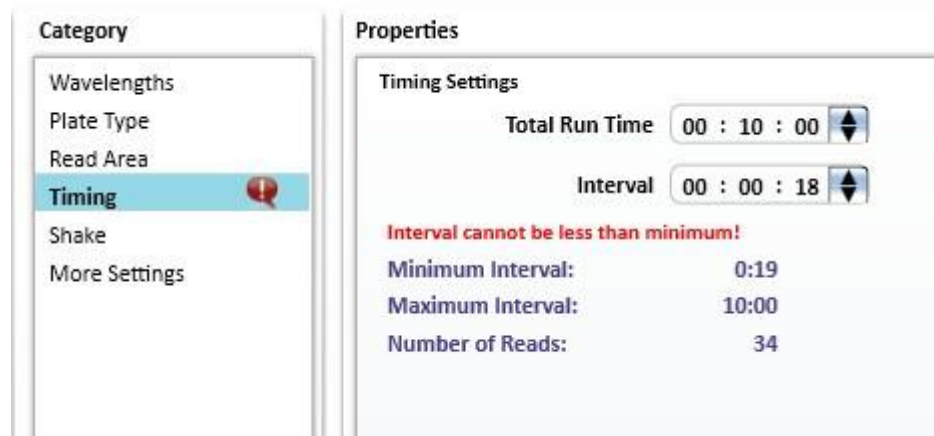 Category
Wavelengths
Plate Type
Read Area
Timing
Shake
More Settings
Properties
Timing Settings
Total Run Time 00 : 10 : 00
Interval 00 : 00 : 18
Interval cannot be less than minimum!
Minimum Interval: 0:19
Maximum Interval: 10:00
Number of Reads: 34